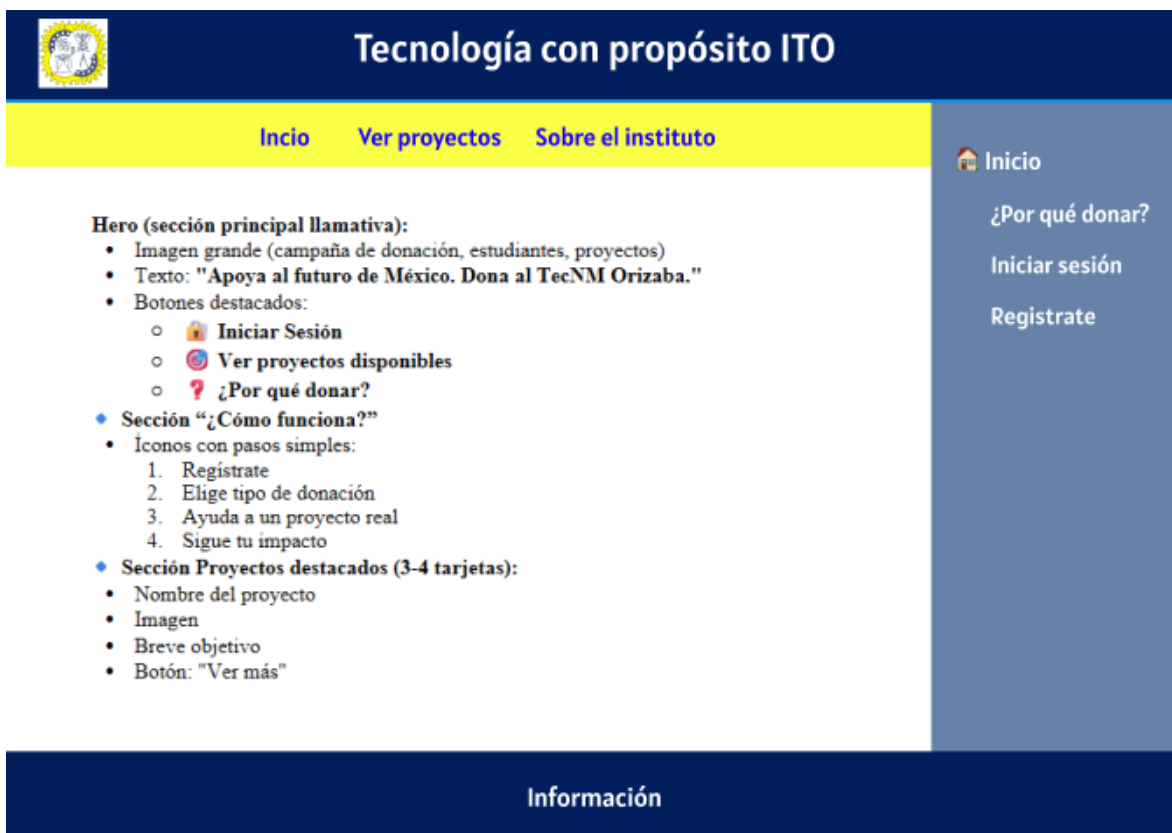 Tecnología con propósito ITO
Incio Ver proyectos Sobre el instituto
Hero (sección principal llamativa):
• Imagen grande (campaña de donación, estudiantes, proyectos)
• Texto: "Apoya al futuro de México. Dona al TecNM Orizaba."
• Botones destacados:
○ 🔐 Iniciar Sesión
○ 🎯 Ver proyectos disponibles
○ ❓ ¿Por qué donar?
🔹 Sección “¿Cómo funciona?”
• Íconos con pasos simples:
1. Regístrate
2. Elige tipo de donación
3. Ayuda a un proyecto real
4. Sigue tu impacto
🔹 Sección Proyectos destacados (3-4 tarjetas):
• Nombre del proyecto
• Imagen
• Breve objetivo
• Botón: "Ver más"
🏠 Inicio
¿Por qué donar?
Iniciar sesión
Registrate
Información